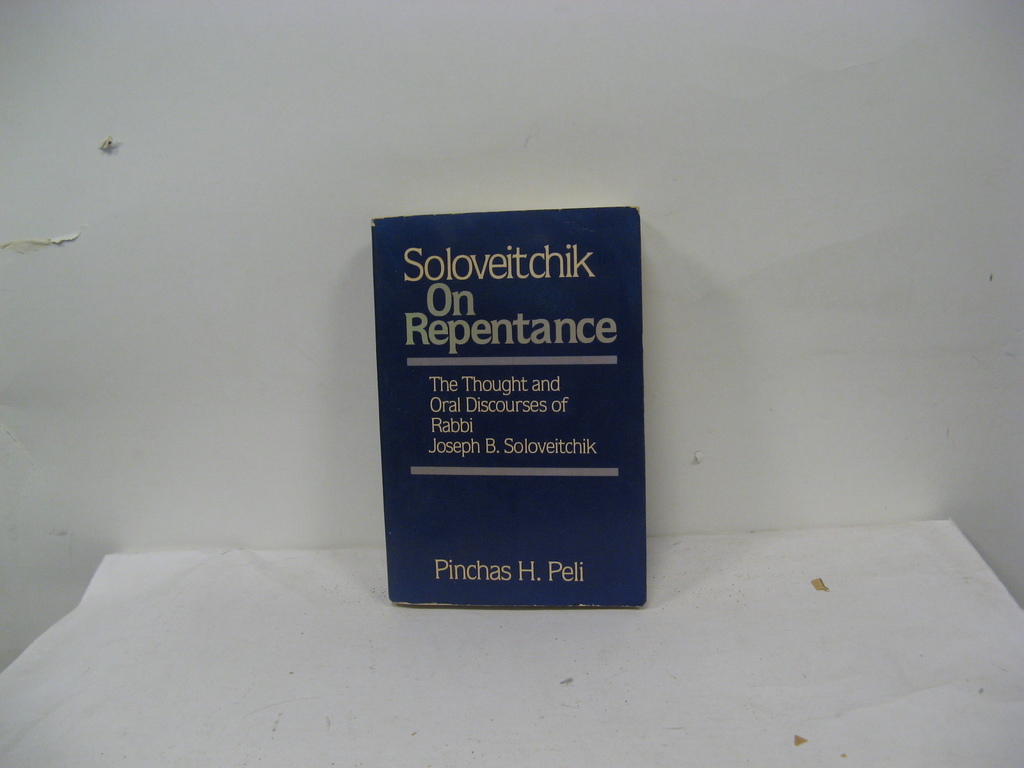 Soloveitchik
On
Repentance
The Thought and
Oral Discourses of
Rabbi
Joseph B. Soloveitchik
Pinchas H. Peli